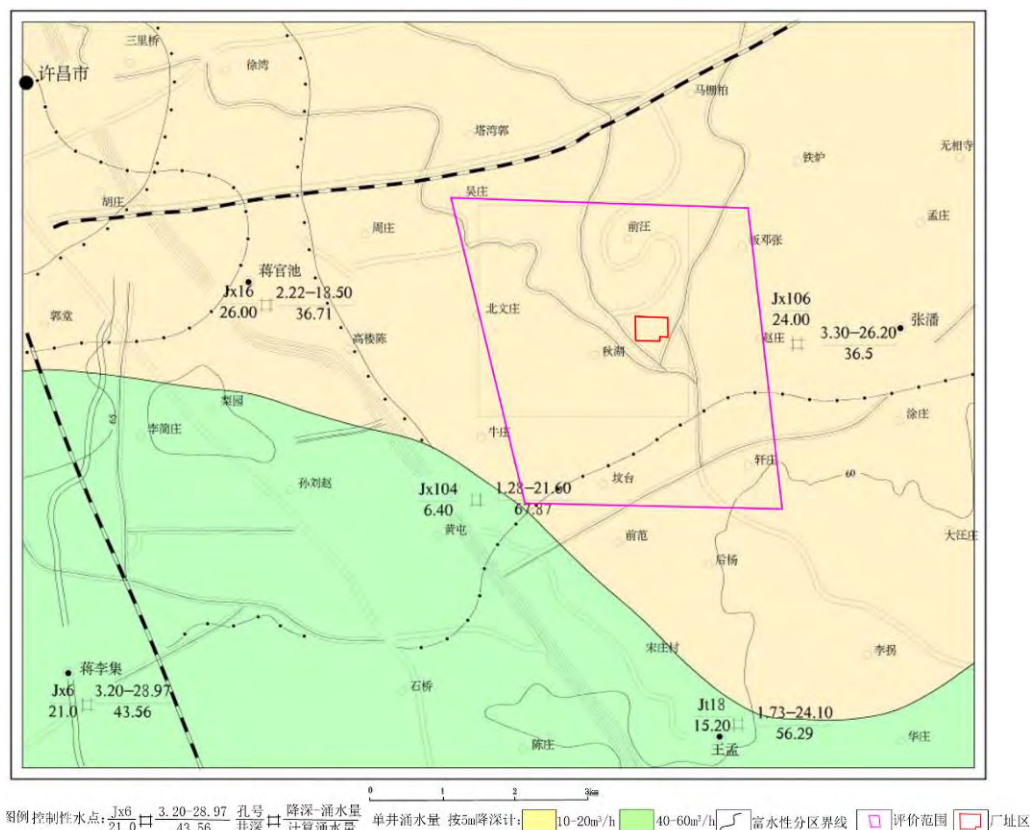 三里桥
徐湾
许昌市
马棚柏
塔湾郭
铁炉
无相寺
吴庄
胡庄
周庄
前汪
孟庄
板邓张
蒋官池
Jx16 2.22—18.50
26.00 36.71
郭堂
高楼陈
北文庄
秋湖
Jx106
24.00
3.30—26.20
36.5
赵庄
张潘
65
梨园
李简庄
牛庄
涂庄
轩庄
60
孙刘赵
Jx104 1.28—21.60
6.40 67.87
坟台
黄屯
前范
后杨
大汪庄
宋庄村
李拐
蒋李集
Jx6 3.20—28.97
21.0 43.56
石桥
Jt18 1.73—24.10
15.20 56.29
王孟
陈庄
华庄
0 1 2 3km
图例 控制性水点: Jx6 3.20-28.97 孔号 降深-涌水量 单井涌水量 按5m降深计: 10-20m³/h 40-60m³/h 富水性分区界线 评价范围 厂址区
21.0 43.56 井深 计算涌水量